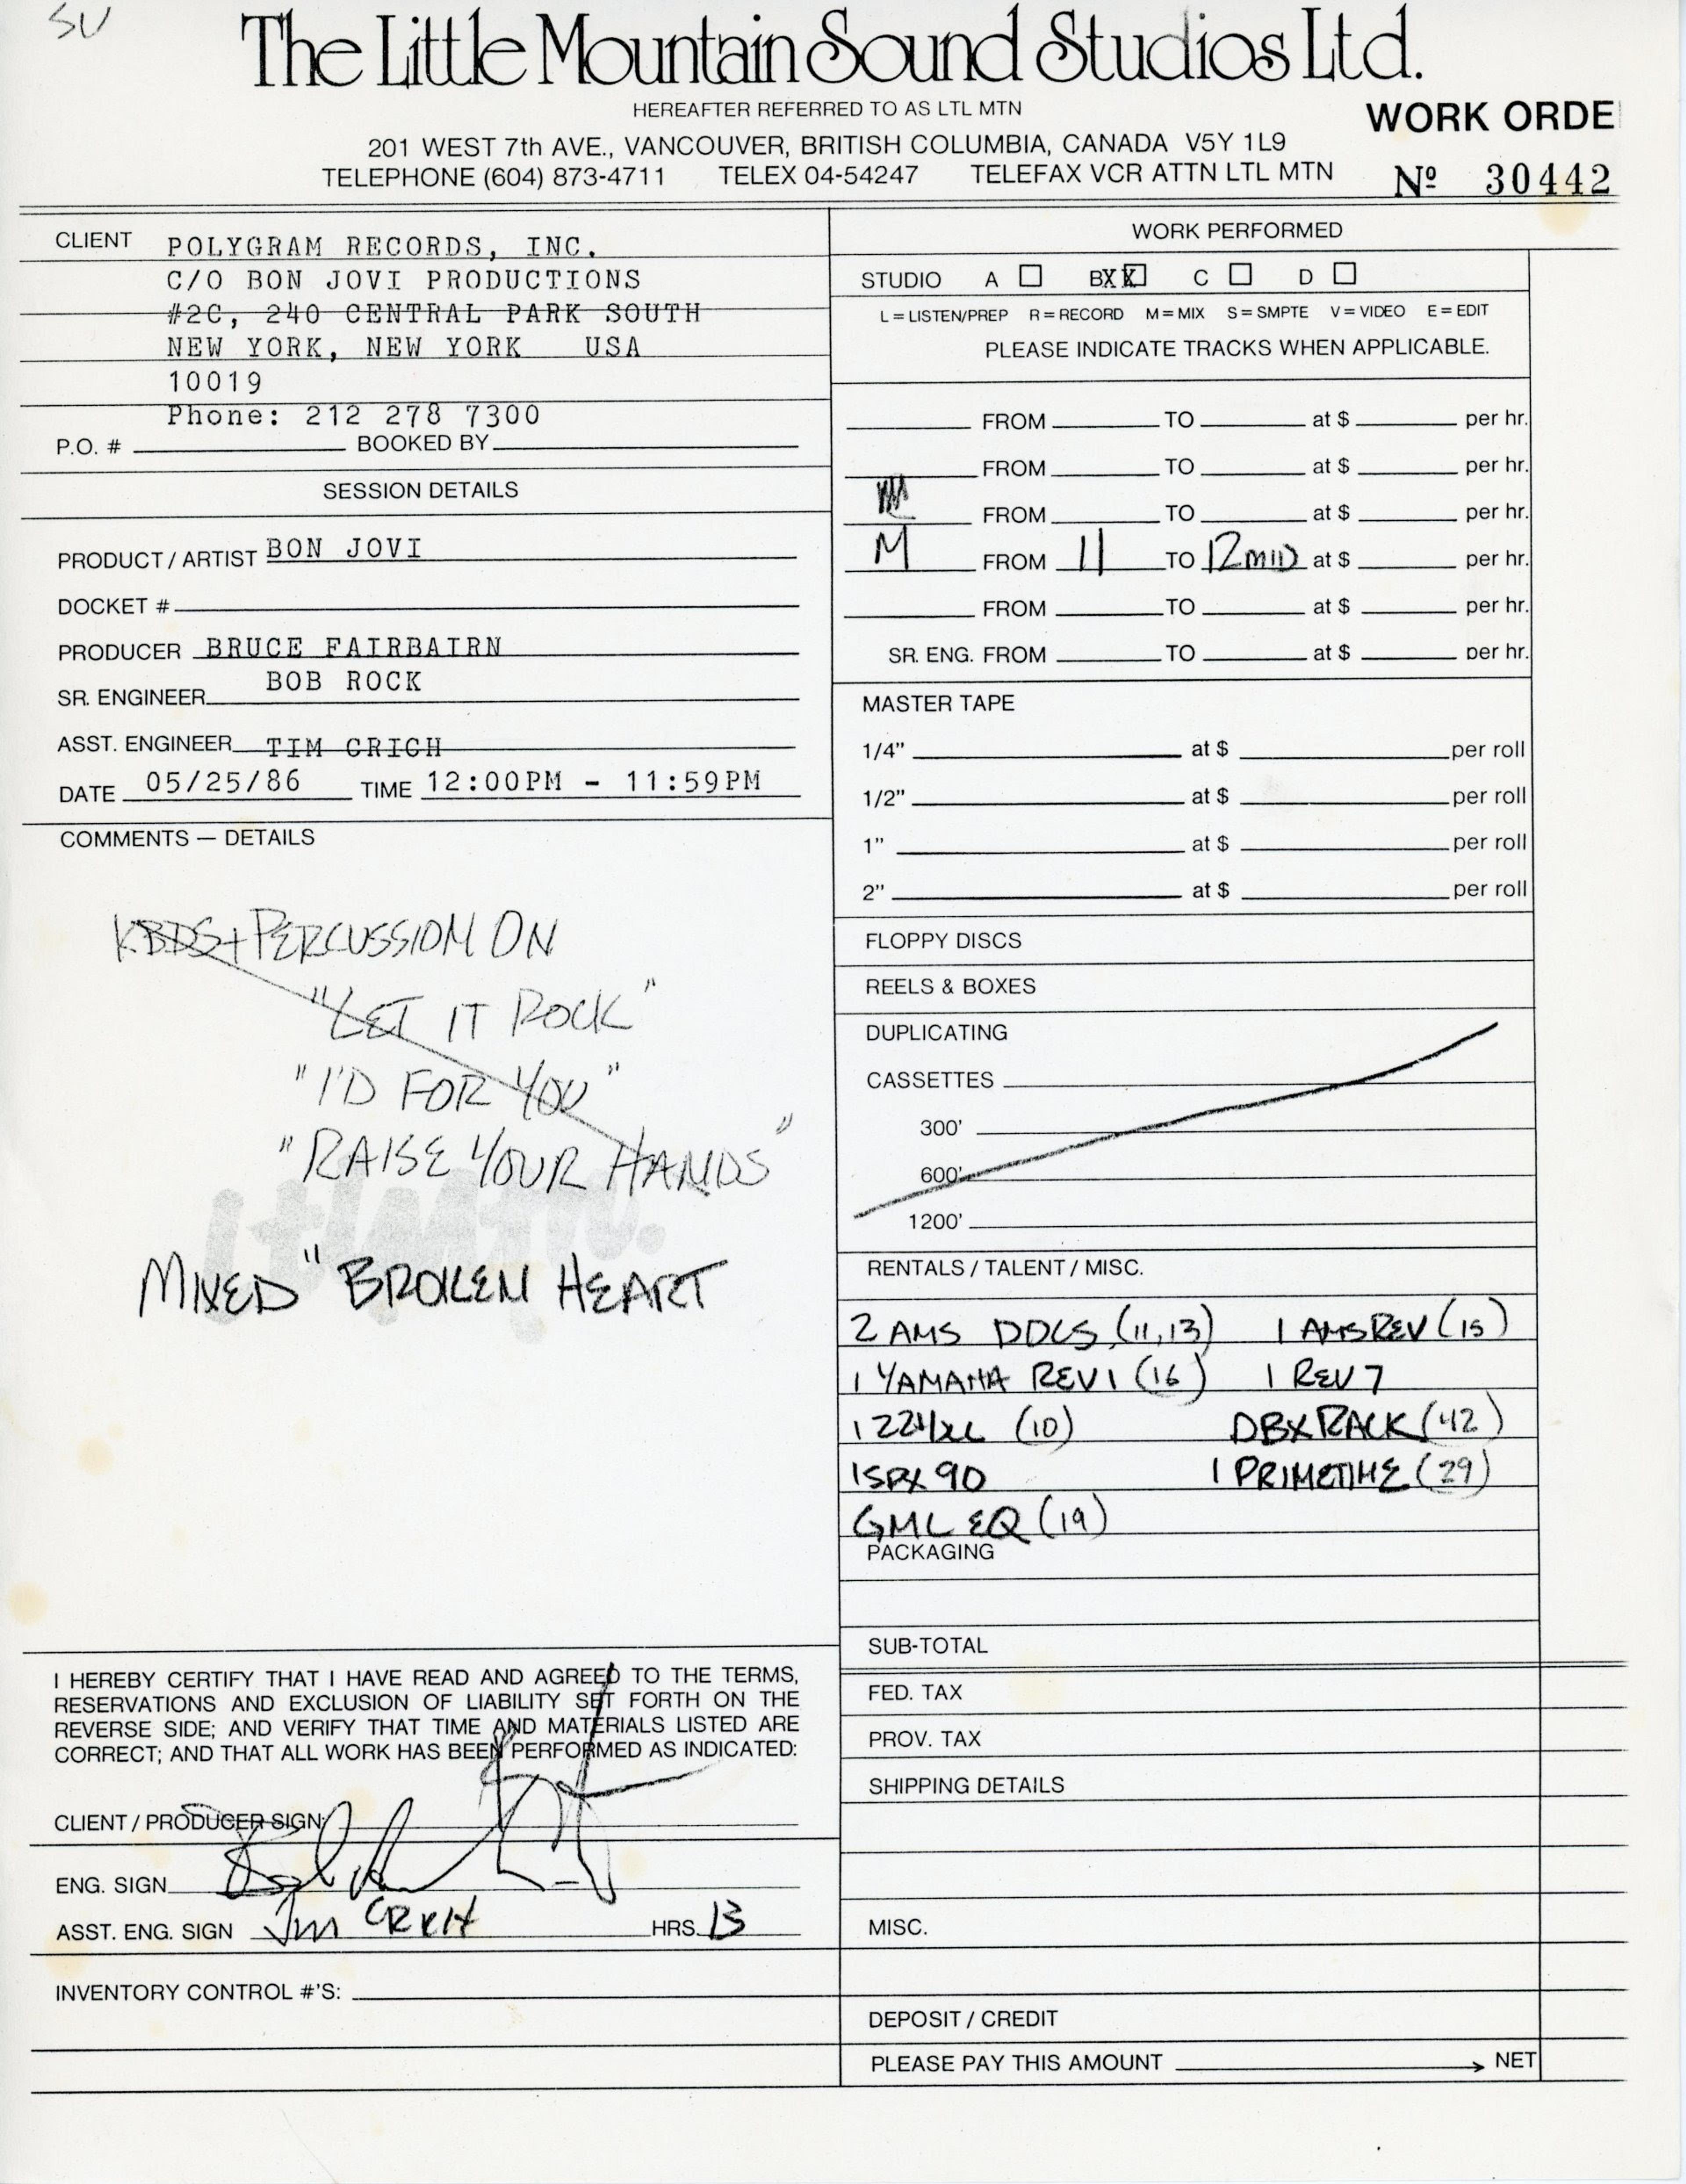 SU
The Little Mountain Sound Studios Ltd.
HEREAFTER REFERRED TO AS LTL MTN
WORK ORDE
201 WEST 7th AVE., VANCOUVER, BRITISH COLUMBIA, CANADA V5Y 1L9
TELEPHONE (604) 873-4711 TELEX 04-54247 TELEFAX VCR ATTN LTL MTN
Nº 30442
CLIENT POLYGRAM RECORDS, INC.
C/O BON JOVI PRODUCTIONS
#2C, 240 CENTRAL PARK SOUTH
NEW YORK, NEW YORK USA
10019
Phone: 212 278 7300
P.O. # BOOKED BY
SESSION DETAILS
PRODUCT / ARTIST BON JOVI
DOCKET #
PRODUCER BRUCE FAIRBAIRN
SR. ENGINEER BOB ROCK
ASST. ENGINEER TIM CRICH
DATE 05/25/86 TIME 12:00PM - 11:59PM
COMMENTS — DETAILS
KBDS + PERCUSSION ON
"LET IT ROCK"
"I'D FOR YOU"
"RAISE YOUR HANDS"
MIXED "BROKEN HEART
I HEREBY CERTIFY THAT I HAVE READ AND AGREED TO THE TERMS,
RESERVATIONS AND EXCLUSION OF LIABILITY SET FORTH ON THE
REVERSE SIDE; AND VERIFY THAT TIME AND MATERIALS LISTED ARE
CORRECT; AND THAT ALL WORK HAS BEEN PERFORMED AS INDICATED:
CLIENT / PRODUCER SIGN
ENG. SIGN
ASST. ENG. SIGN Tim CRICH HRS. 13
INVENTORY CONTROL #'S:
WORK PERFORMED
STUDIO A BXX C D
L = LISTEN/PREP R = RECORD M = MIX S = SMPTE V = VIDEO E = EDIT
PLEASE INDICATE TRACKS WHEN APPLICABLE.
FROM TO at $ per hr.
FROM TO at $ per hr.
FROM TO at $ per hr.
M FROM 11 TO 12 MID at $ per hr.
FROM TO at $ per hr.
SR. ENG. FROM TO at $ per hr.
MASTER TAPE
1/4" at $ per roll
1/2" at $ per roll
1" at $ per roll
2" at $ per roll
FLOPPY DISCS
REELS & BOXES
DUPLICATING
CASSETTES
300'
600'
1200'
RENTALS / TALENT / MISC.
2 AMS DDLS (11,13) 1 AMS REV (15)
1 YAMAHA REV1 (16) 1 REV 7
1 224XL (10) DBX RACK (42)
1 SPX 90 1 PRIMETIME (29)
GML EQ (19)
PACKAGING
SUB-TOTAL
FED. TAX
PROV. TAX
SHIPPING DETAILS
MISC.
DEPOSIT / CREDIT
PLEASE PAY THIS AMOUNT NET